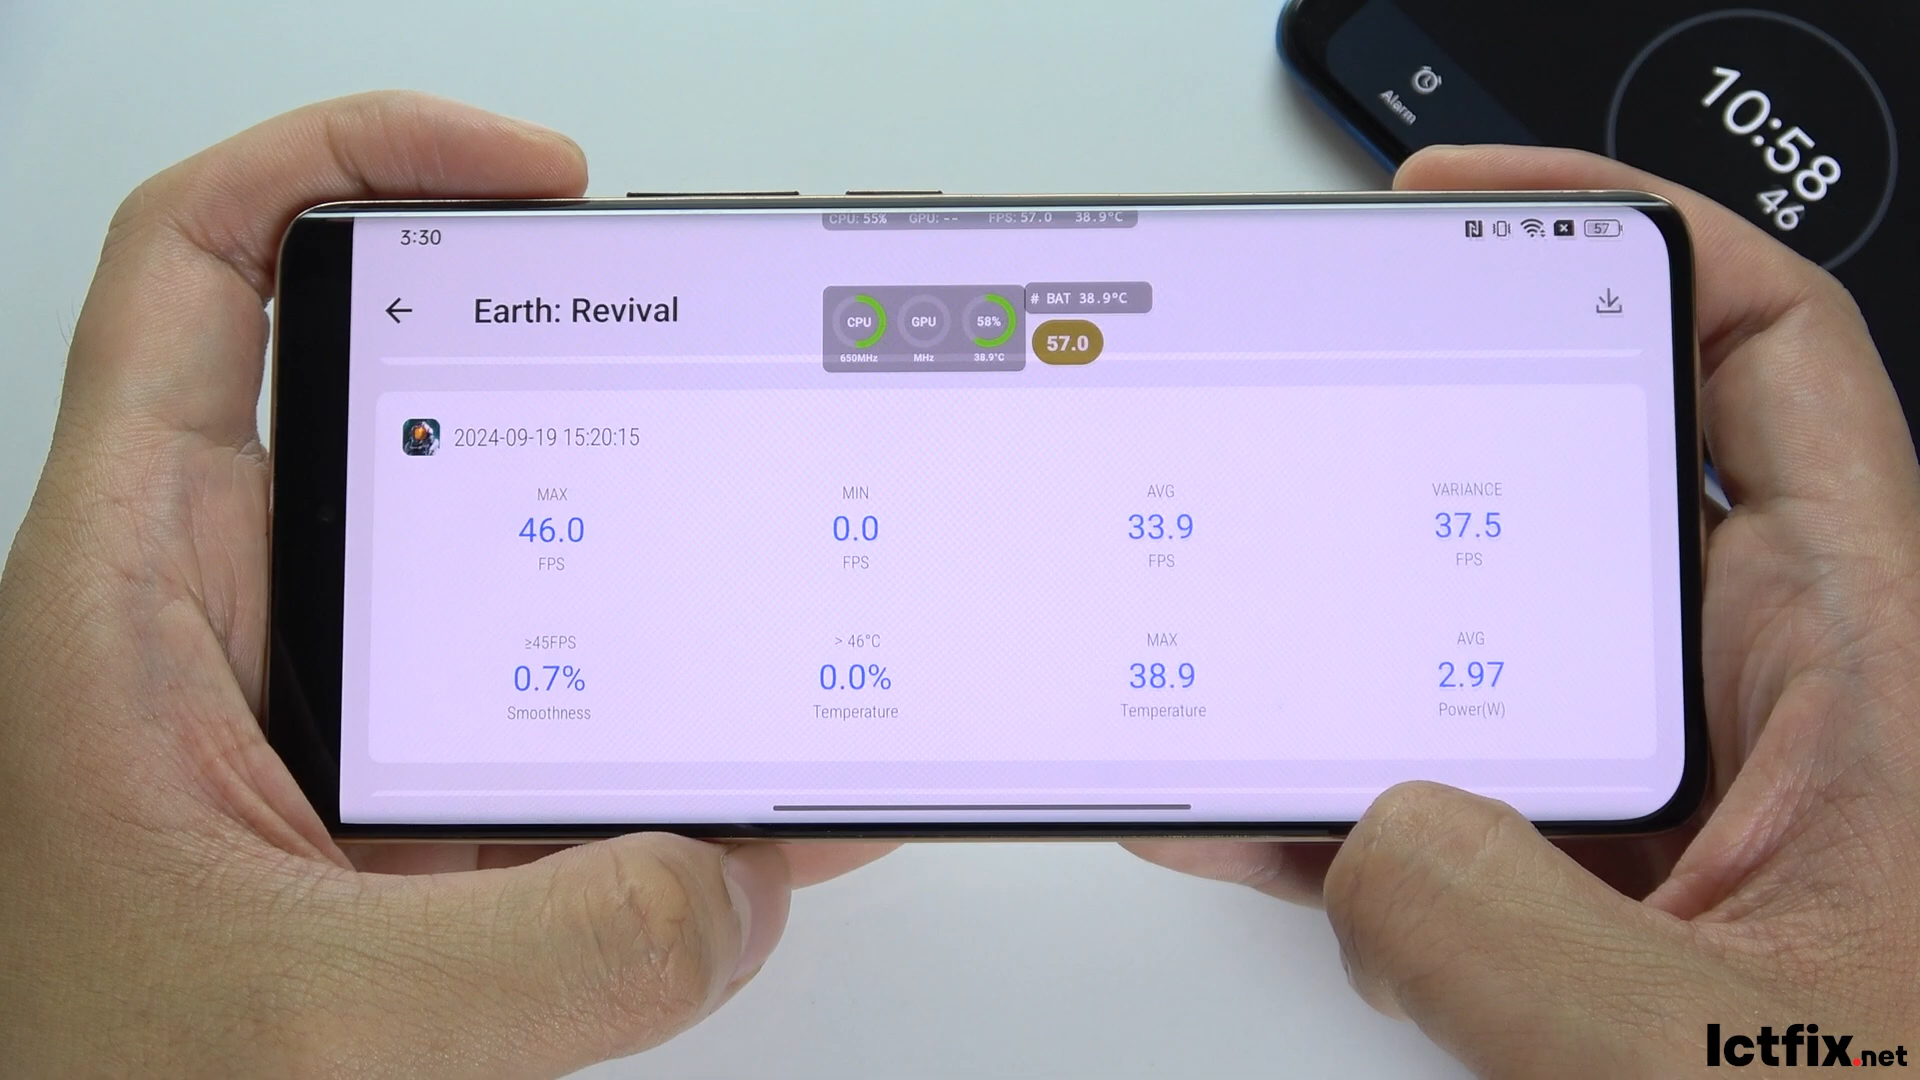 Alarm
10:58
46
CPU: 55% GPU: -- FPS: 57.0 38.9°C
3:30
57
Earth: Revival
CPU GPU 58%
650MHz MHz 38.9°C
# BAT 38.9°C
57.0
2024-09-19 15:20:15
MAX MIN AVG VARIANCE
46.0 0.0 33.9 37.5
FPS FPS FPS FPS
≥45FPS > 46°C MAX AVG
0.7% 0.0% 38.9 2.97
Smoothness Temperature Temperature Power(W)
Ictfix.net